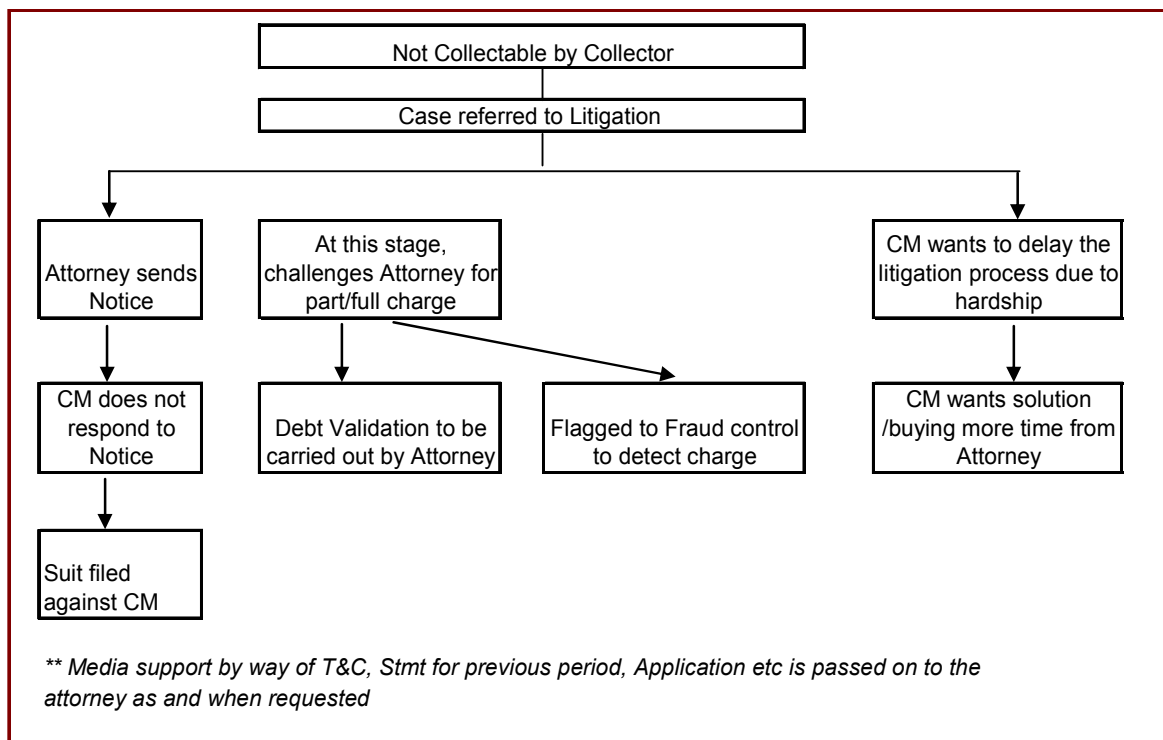 Not Collectable by Collector
Case referred to Litigation
Attorney sends
Notice
At this stage,
challenges Attorney for
part/full charge
CM wants to delay the
litigation process due to
hardship
CM does not
respond to
Notice
Debt Validation to be
carried out by Attorney
Flagged to Fraud control
to detect charge
CM wants solution
/buying more time from
Attorney
Suit filed
against CM
** Media support by way of T&C, Stmt for previous period, Application etc is passed on to the
attorney as and when requested